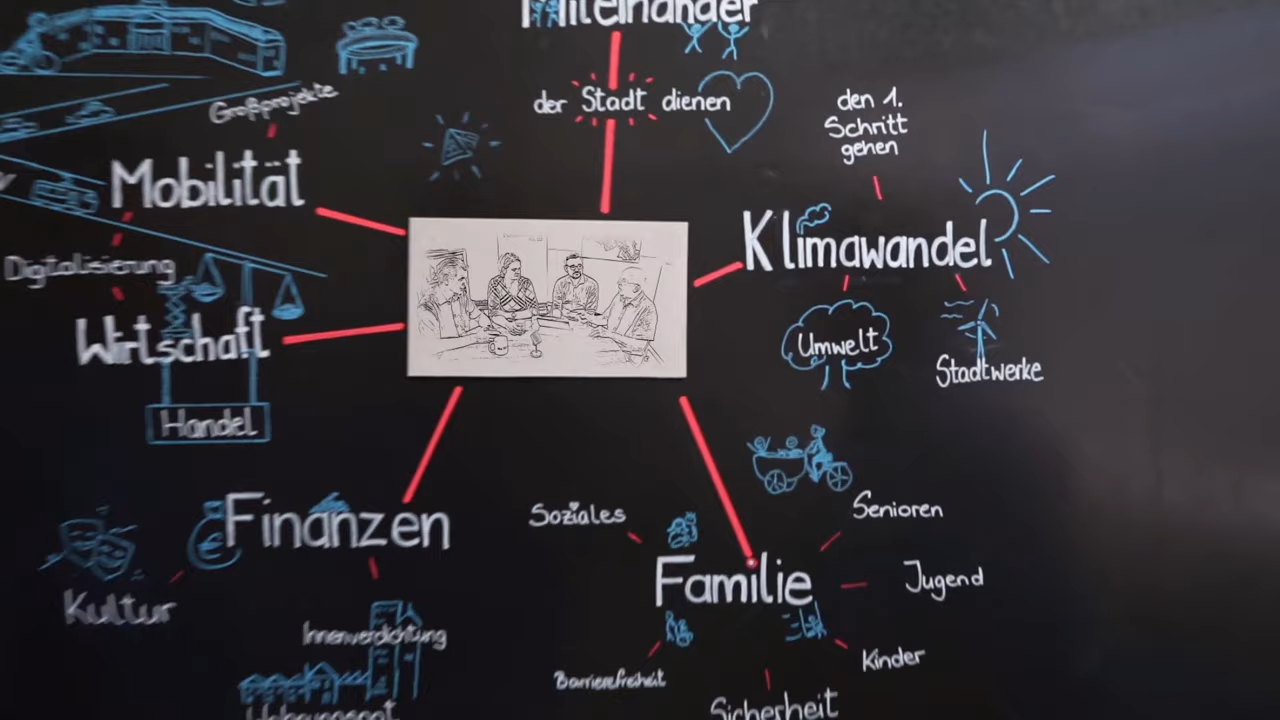 Miteinander
der Stadt dienen
den 1.
Schritt
gehen
Großprojekte
Mobilität
Klimawandel
Digitalisierung
Wirtschaft
Umwelt
Stadtwerke
Handel
Finanzen
Kultur
Innenverdichtung
Soziales
Senioren
Familie
Jugend
Kinder
Barrierefreiheit
Sicherheit